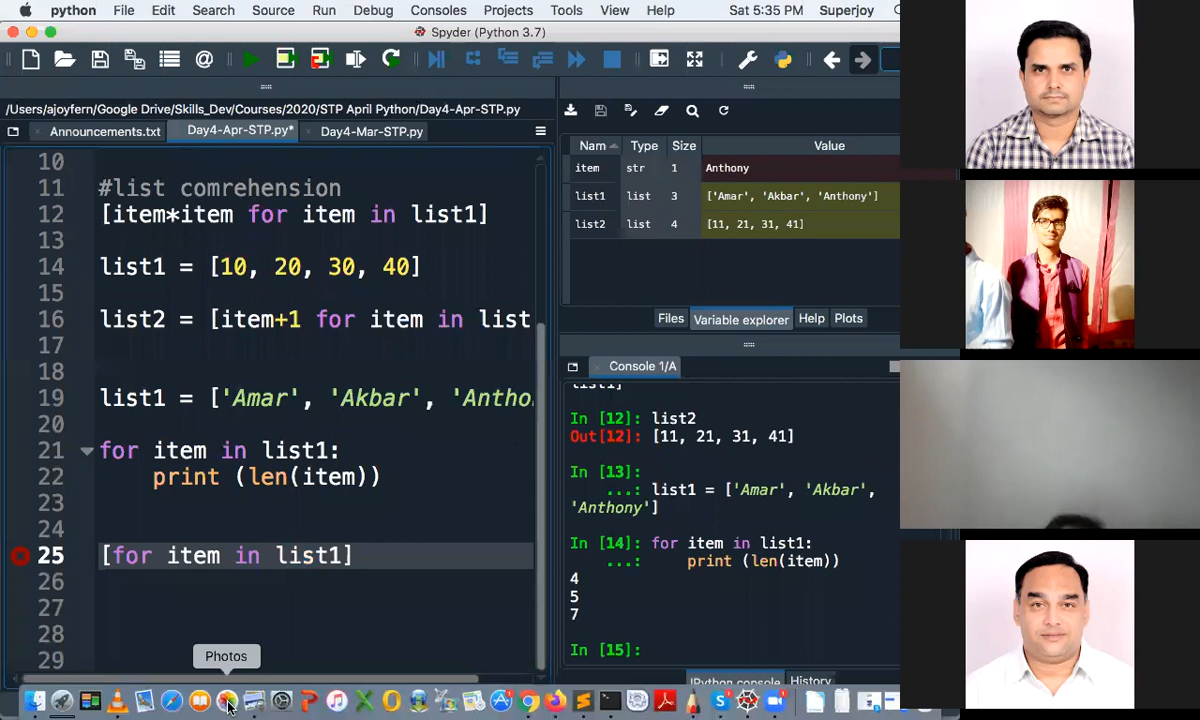 python File Edit Search Source Run Debug Consoles Projects Tools View Help Sat 5:35 PM Superjoy
Spyder (Python 3.7)
/Users/ajoyfern/Google Drive/Skills_Dev/Courses/2020/STP April Python/Day4-Apr-STP.py
Announcements.txt Day4-Apr-STP.py* Day4-Mar-STP.py
10
11 #list comrehension
12 [item*item for item in list1]
13
14 list1 = [10, 20, 30, 40]
15
16 list2 = [item+1 for item in list
17
18
19 list1 = ['Amar', 'Akbar', 'Antho
20
21 for item in list1:
22 print (len(item))
23
24
25 [for item in list1]
26
27
28
29
Photos
Nam Type Size Value
item str 1 Anthony
list1 list 3 ['Amar', 'Akbar', 'Anthony']
list2 list 4 [11, 21, 31, 41]
Files Variable explorer Help Plots
Console 1/A
list1]
In [12]: list2
Out[12]: [11, 21, 31, 41]
In [13]:
...: list1 = ['Amar', 'Akbar',
'Anthony']
In [14]: for item in list1:
...: print (len(item))
4
5
7
In [15]:
IPython console History